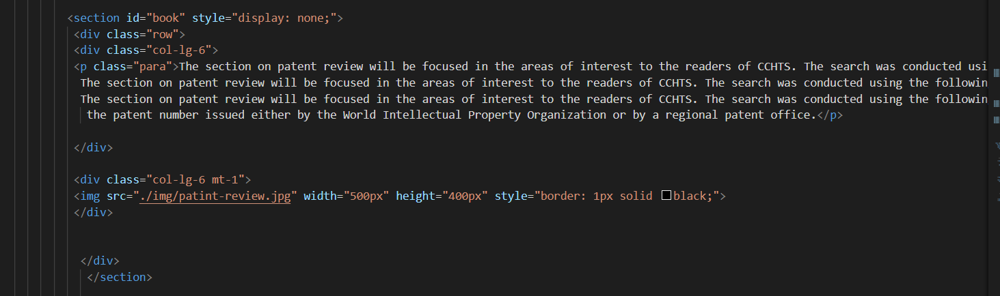 <section id="book" style="display: none;">
<div class="row">
<div class="col-lg-6">
<p class="para">The section on patent review will be focused in the areas of interest to the readers of CCHTS. The search was conducted usi
The section on patent review will be focused in the areas of interest to the readers of CCHTS. The search was conducted using the followin
The section on patent review will be focused in the areas of interest to the readers of CCHTS. The search was conducted using the followin
the patent number issued either by the World Intellectual Property Organization or by a regional patent office.</p>
</div>
<div class="col-lg-6 mt-1">
<img src="./img/patint-review.jpg" width="500px" height="400px" style="border: 1px solid black;">
</div>
</div>
</section>